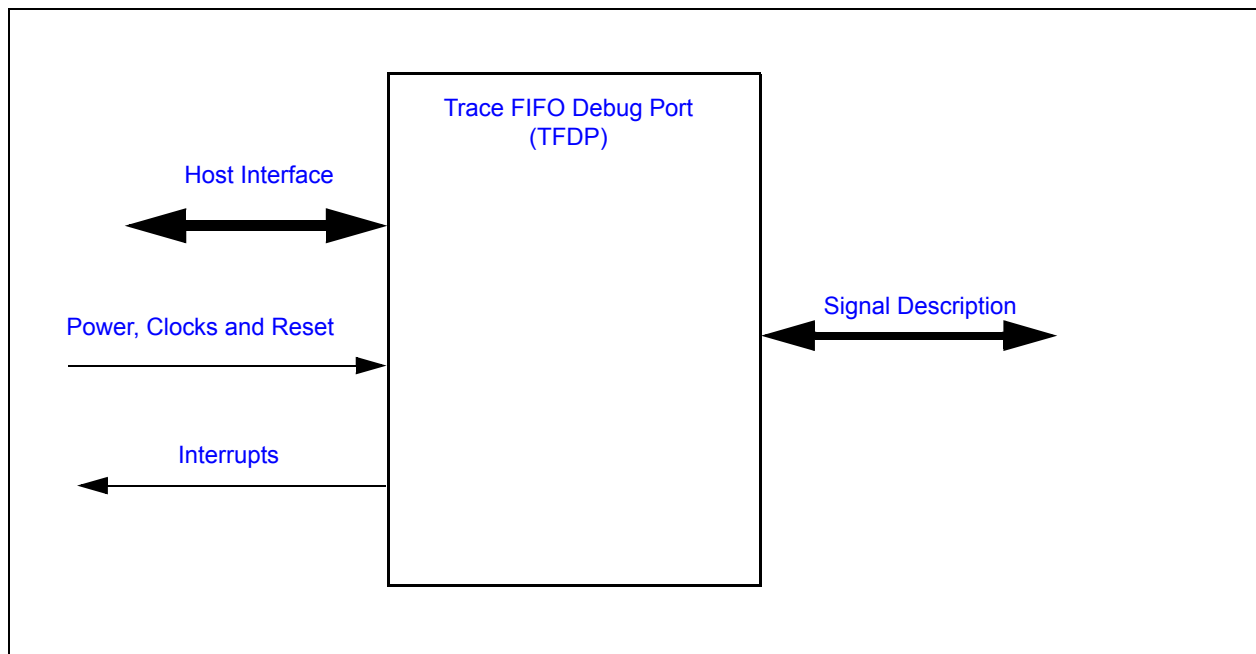 Trace FIFO Debug Port
(TFDP)
Host Interface
Signal Description
Power, Clocks and Reset
Interrupts